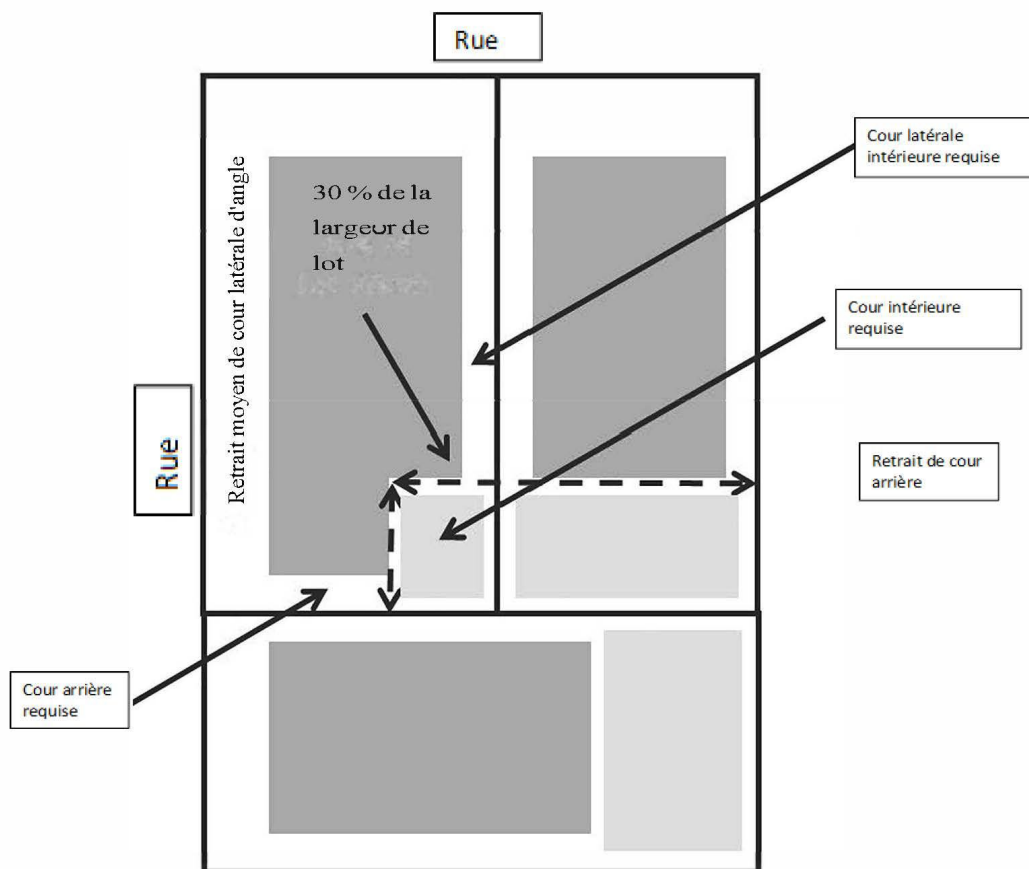 Rue
Cour latérale
intérieure requise
30 % de la
largeur de
lot
Retrait moyen de cour latérale d'angle
Cour intérieure
requise
Rue
Retrait de cour
arrière
Cour arrière
requise